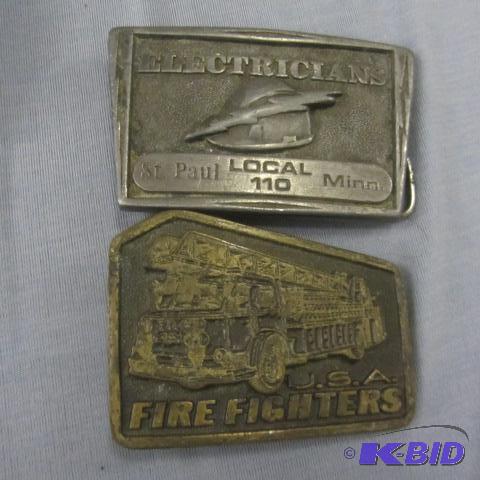 ELECTRICIANS
St. Paul LOCAL 110 Minn.
U.S.A.
FIRE FIGHTERS
© K-BID